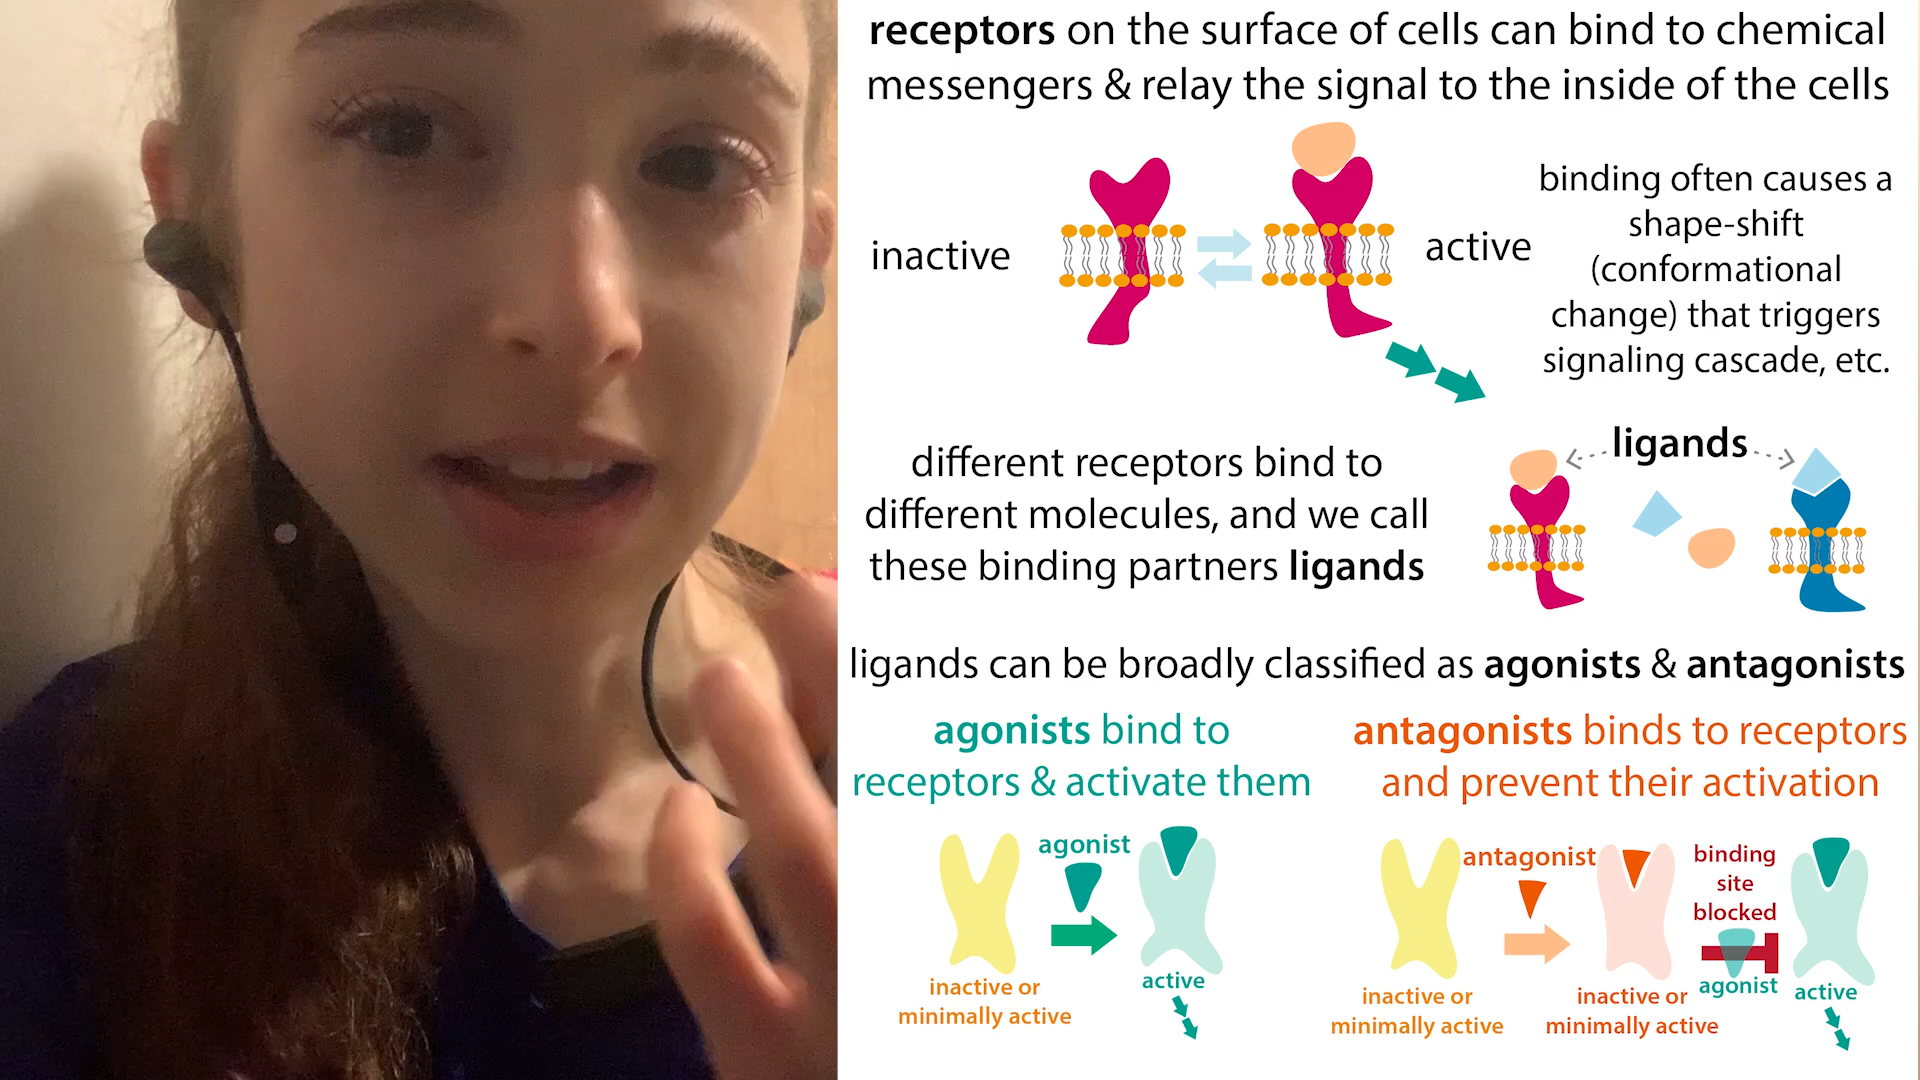 receptors on the surface of cells can bind to chemical
messengers & relay the signal to the inside of the cells
inactive
active
binding often causes a
shape-shift
(conformational
change) that triggers
signaling cascade, etc.
different receptors bind to
different molecules, and we call
these binding partners ligands
ligands
ligands can be broadly classified as agonists & antagonists
agonists bind to
receptors & activate them
agonist
inactive or
minimally active
active
antagonists binds to receptors
and prevent their activation
antagonist
binding
site
blocked
agonist
inactive or
minimally active
inactive or
minimally active
active